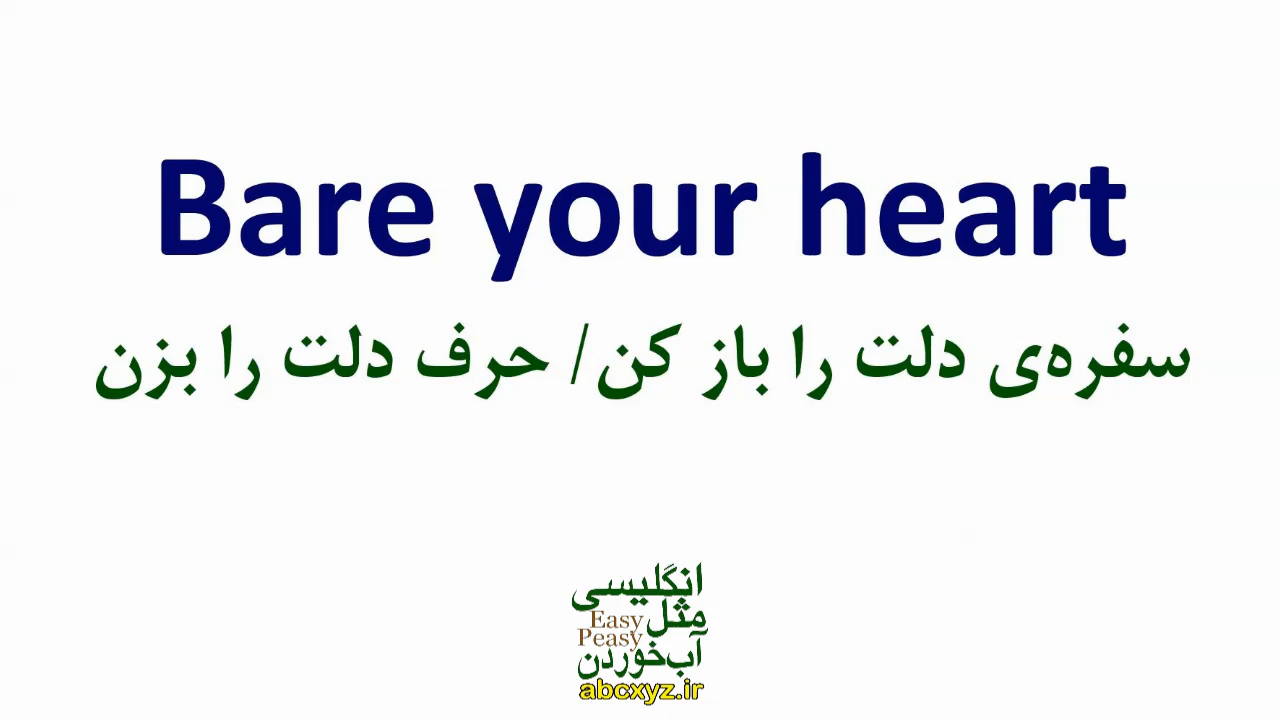 Bare your heart
سفره‌ی دلت را باز کن/ حرف دلت را بزن
انگلیسی
مثل
Easy
Peasy
آب‌خوردن
abcxyz.ir